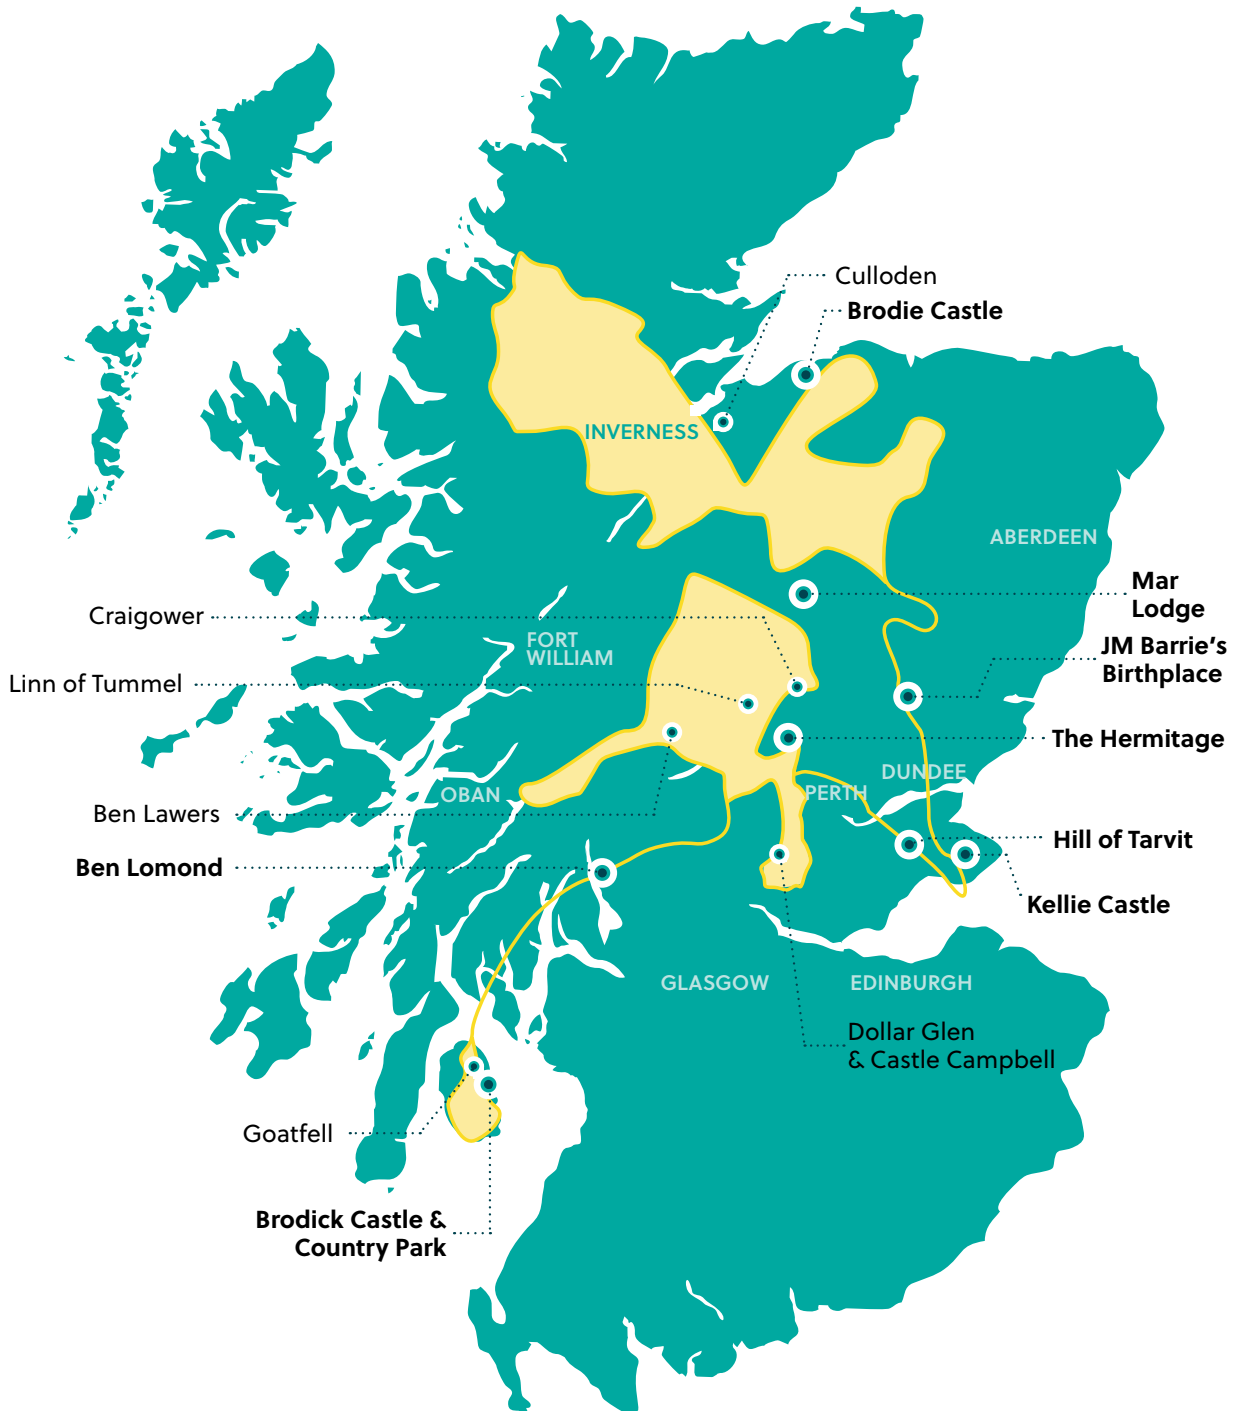 Culloden
Brodie Castle
INVERNESS
ABERDEEN
Mar
Lodge
Craigower
FORT
WILLIAM
JM Barrie’s
Birthplace
Linn of Tummel
The Hermitage
DUNDEE
OBAN
PERTH
Ben Lawers
Hill of Tarvit
Ben Lomond
Kellie Castle
GLASGOW
EDINBURGH
Dollar Glen
& Castle Campbell
Goatfell
Brodick Castle &
Country Park